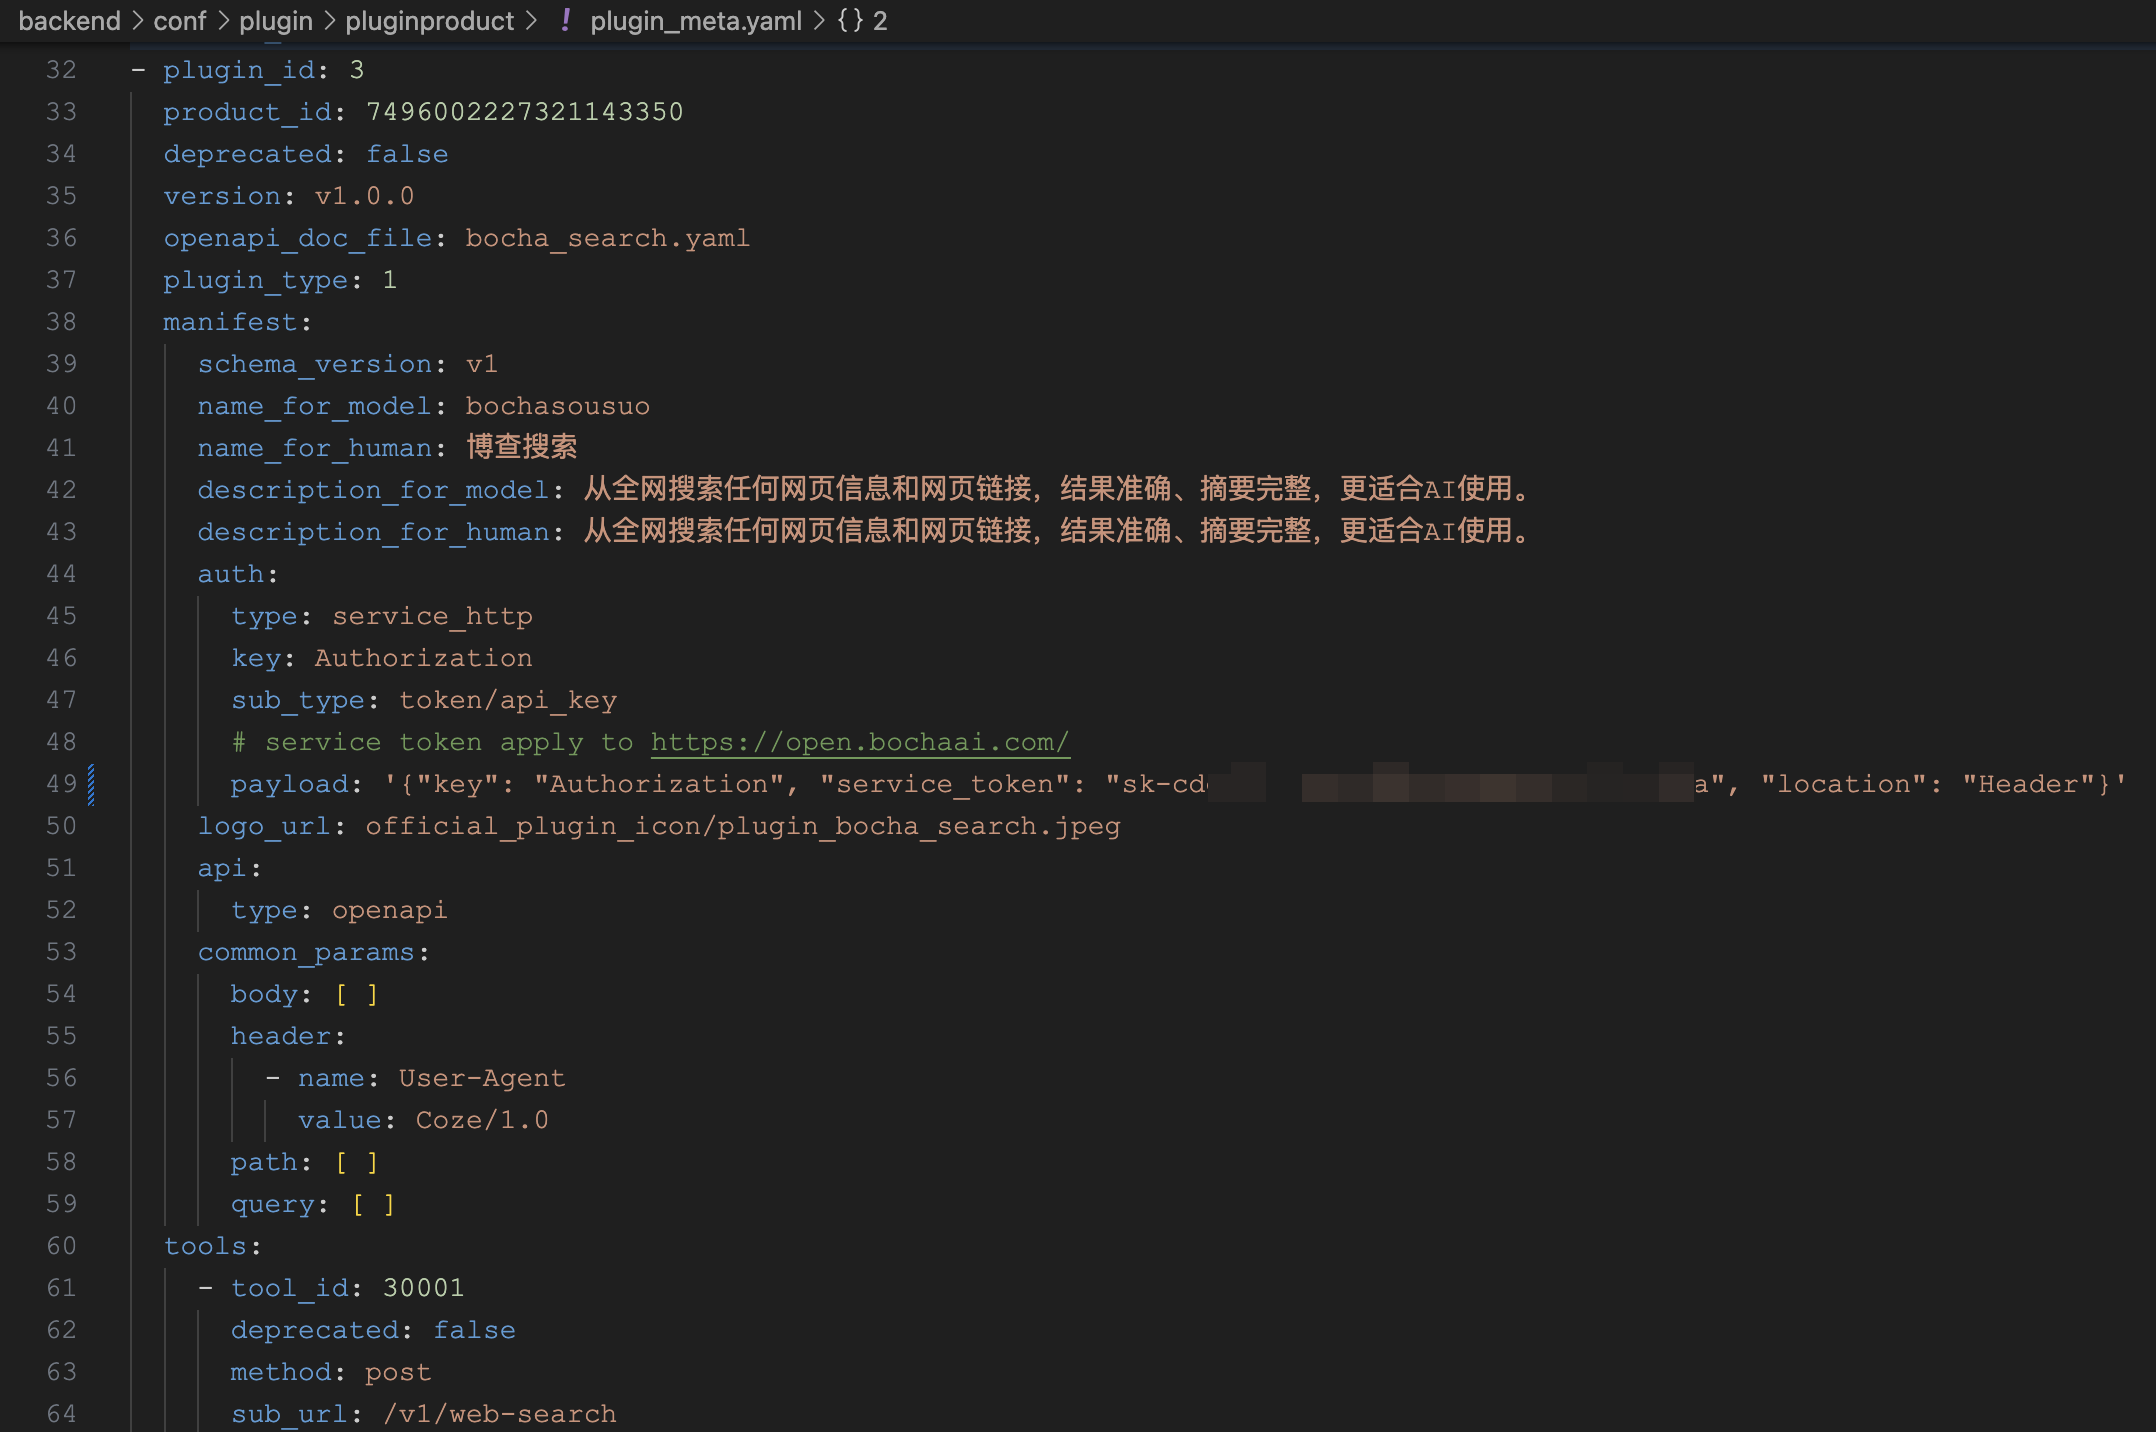 backend > conf > plugin > pluginproduct > ! plugin_meta.yaml > {} 2
32 - plugin_id: 3
33 product_id: 7496002227321143350
34 deprecated: false
35 version: v1.0.0
36 openapi_doc_file: bocha_search.yaml
37 plugin_type: 1
38 manifest:
39 schema_version: v1
40 name_for_model: bochasousuo
41 name_for_human: 博查搜索
42 description_for_model: 从全网搜索任何网页信息和网页链接，结果准确、摘要完整，更适合AI使用。
43 description_for_human: 从全网搜索任何网页信息和网页链接，结果准确、摘要完整，更适合AI使用。
44 auth:
45 type: service_http
46 key: Authorization
47 sub_type: token/api_key
48 # service token apply to https://open.bochaai.com/
49 payload: '{"key": "Authorization", "service_token": "sk-cd a", "location": "Header"}'
50 logo_url: official_plugin_icon/plugin_bocha_search.jpeg
51 api:
52 type: openapi
53 common_params:
54 body: [ ]
55 header:
56 - name: User-Agent
57 value: Coze/1.0
58 path: [ ]
59 query: [ ]
60 tools:
61 - tool_id: 30001
62 deprecated: false
63 method: post
64 sub_url: /v1/web-search